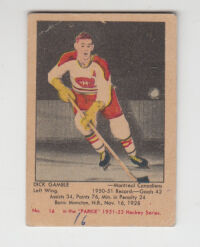 A
DICK GAMBLE —Montreal Canadiens
Left Wing. 1950-51 Record—Goals 42
Assists 34, Points 76, Min. in Penalty 24
Born Moncton, N.B., Nov. 16, 1928
No. 16 in the "PARKIE" 1951-52 Hockey Series.
16